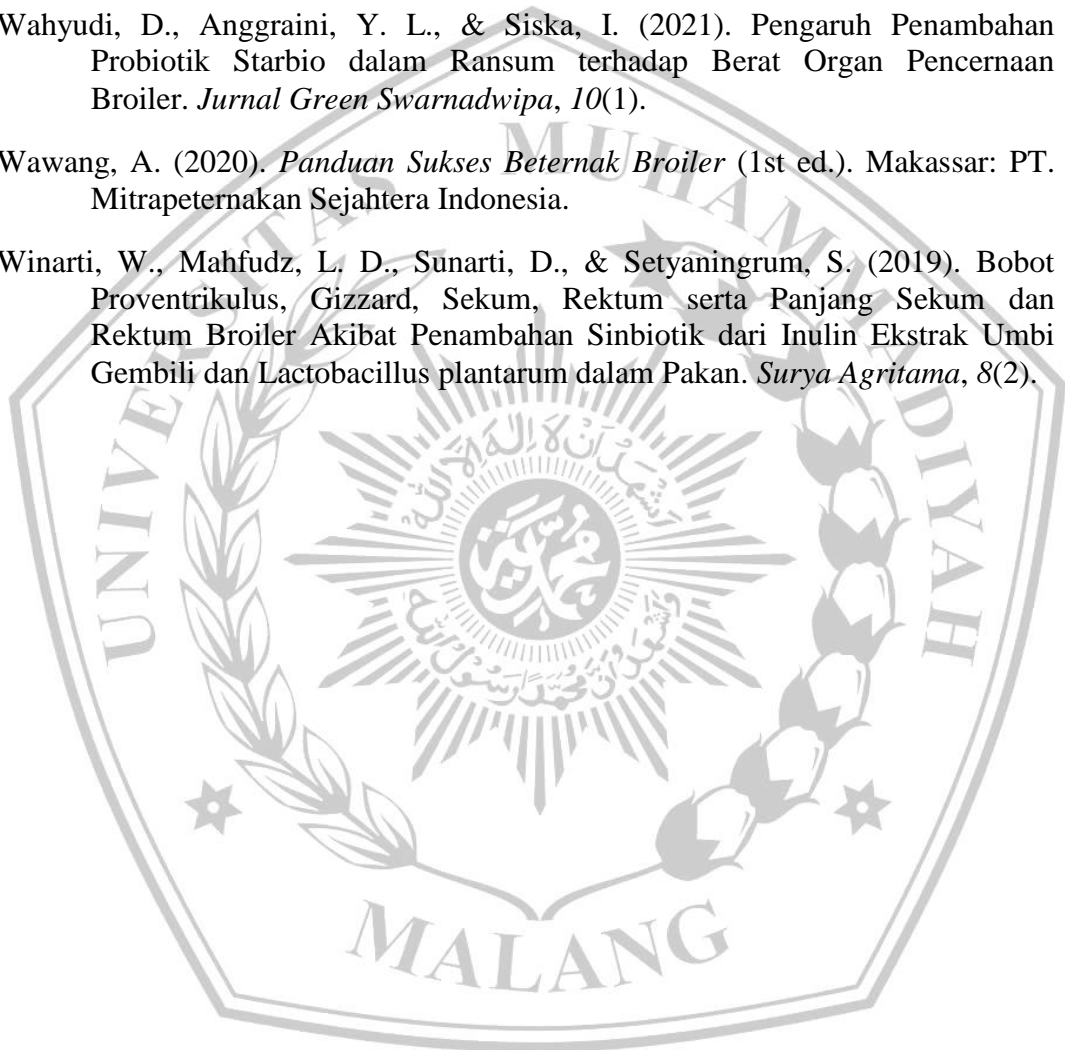 Wahyudi, D., Anggraini, Y. L., & Siska, I. (2021). Pengaruh Penambahan
Probiotik Starbio dalam Ransum terhadap Berat Organ Pencernaan
Broiler. Jurnal Green Swarnadwipa, 10(1).
Wawang, A. (2020). Panduan Sukses Beternak Broiler (1st ed.). Makassar: PT.
Mitrapeternakan Sejahtera Indonesia.
Winarti, W., Mahfudz, L. D., Sunarti, D., & Setyaningrum, S. (2019). Bobot
Proventrikulus, Gizzard, Sekum, Rektum serta Panjang Sekum dan
Rektum Broiler Akibat Penambahan Sinbiotik dari Inulin Ekstrak Umbi
Gembili dan Lactobacillus plantarum dalam Pakan. Surya Agritama, 8(2).
UNIVERSITAS MUHAMMADIYAH
MALANG